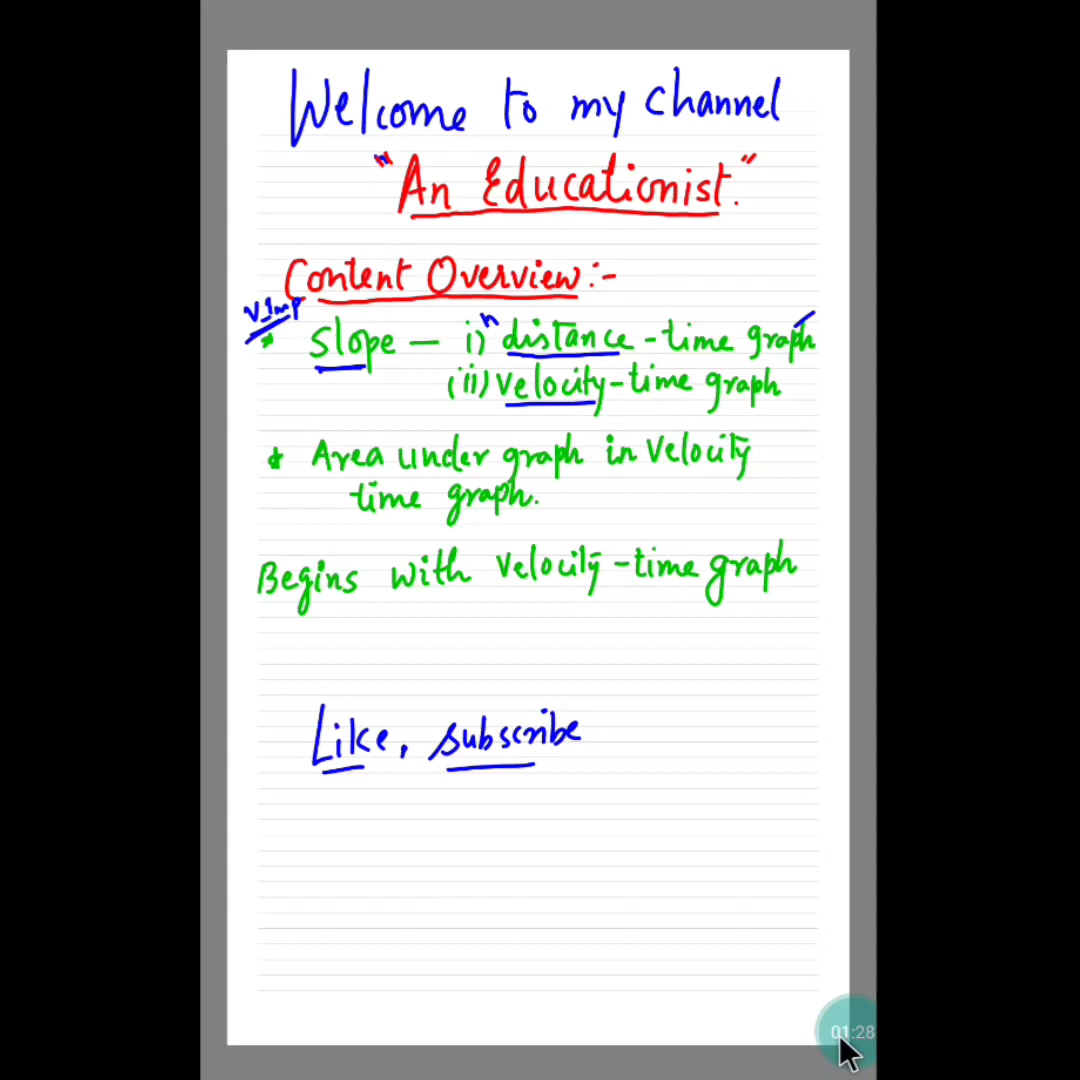 Welcome to my channel
"An Educationist."
Content Overview:-
V.Imp
* Slope — i) distance-time graph
(ii) Velocity-time graph
* Area under graph in Velocity
time graph.
Begins with Velocity-time graph
Like, subscribe
01:28